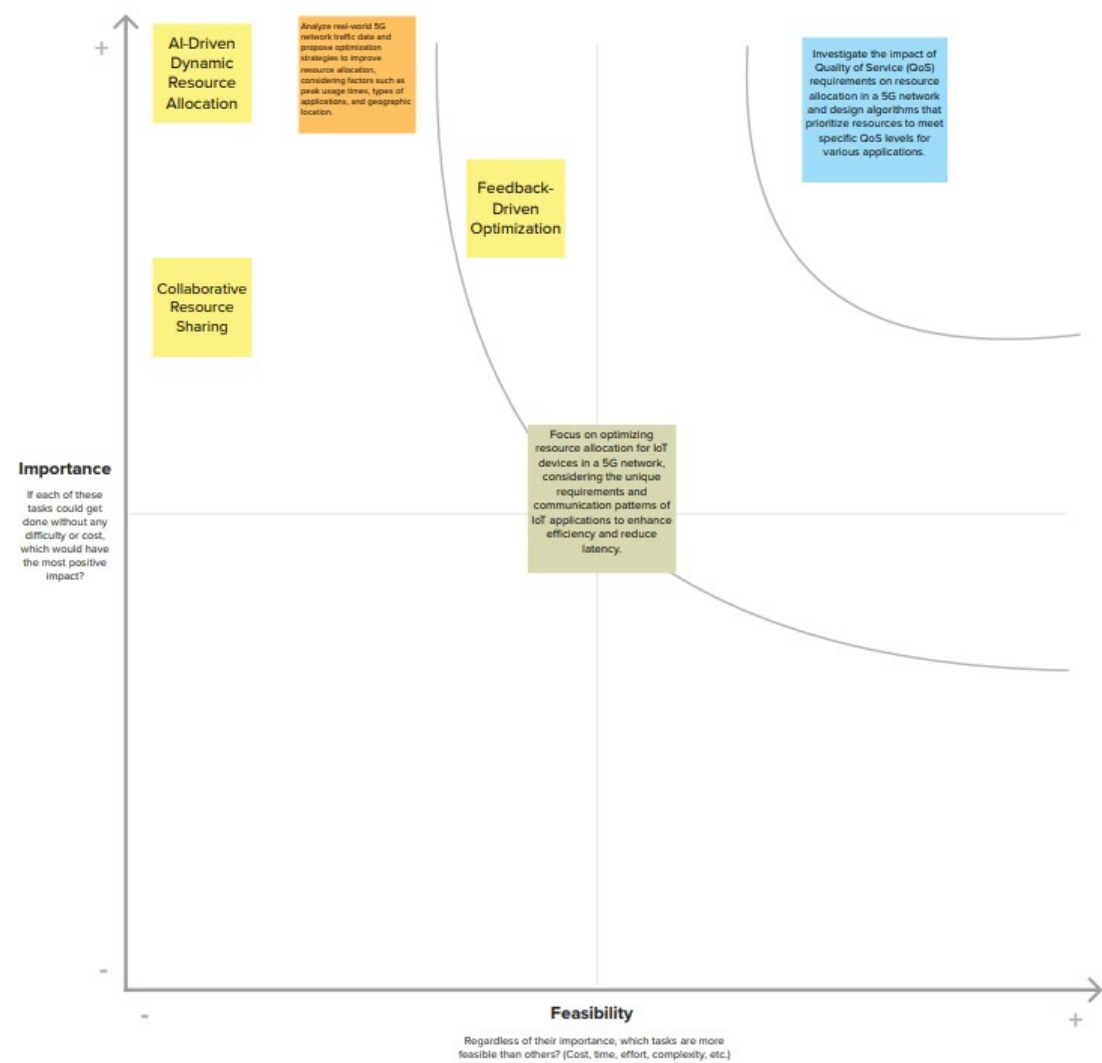 +
AI-Driven
Dynamic
Resource
Allocation
Analyze real-world 5G
network traffic data and
propose optimization
strategies to improve
resource allocation,
considering factors such as
peak usage times, types of
applications, and geographic
location.
Investigate the impact of
Quality of Service (QoS)
requirements on resource
allocation in a 5G network
and design algorithms that
prioritize resources to meet
specific QoS levels for
various applications.
Feedback-
Driven
Optimization
Collaborative
Resource
Sharing
Focus on optimizing
resource allocation for IoT
devices in a 5G network,
considering the unique
requirements and
communication patterns of
IoT applications to enhance
efficiency and reduce
latency.
Importance
If each of these
tasks could get
done without any
difficulty or cost,
which would have
the most positive
impact?
-
-
Feasibility
+
Regardless of their importance, which tasks are more
feasible than others? (Cost, time, effort, complexity, etc.)